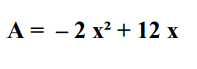 A = – 2 x² + 12 x